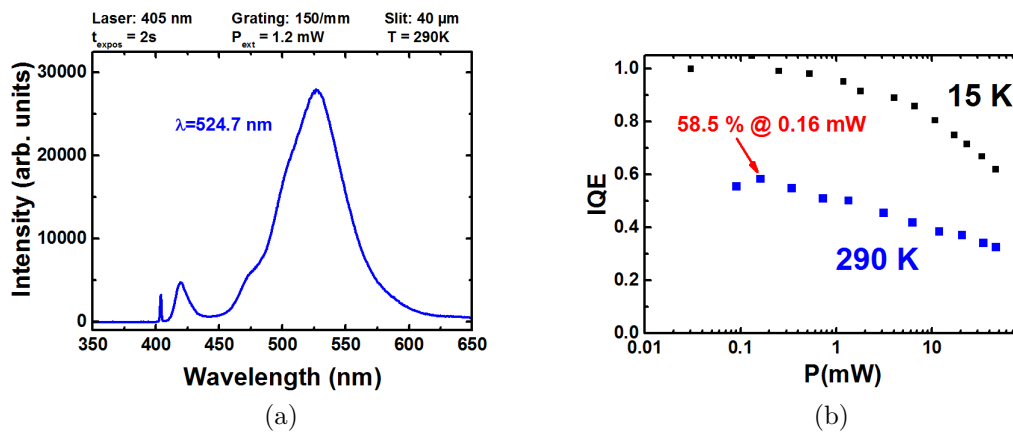 Laser: 405 nm Grating: 150/mm Slit: 40 µm
t_expos = 2s P_ext = 1.2 mW T = 290K
30000
20000
10000
0
Intensity (arb. units)
λ=524.7 nm
350 400 450 500 550 600 650
Wavelength (nm)
(a)
1.0
0.8
0.6
0.4
0.2
0.0
IQE
15 K
58.5 % @ 0.16 mW
290 K
0.01 0.1 1 10
P(mW)
(b)